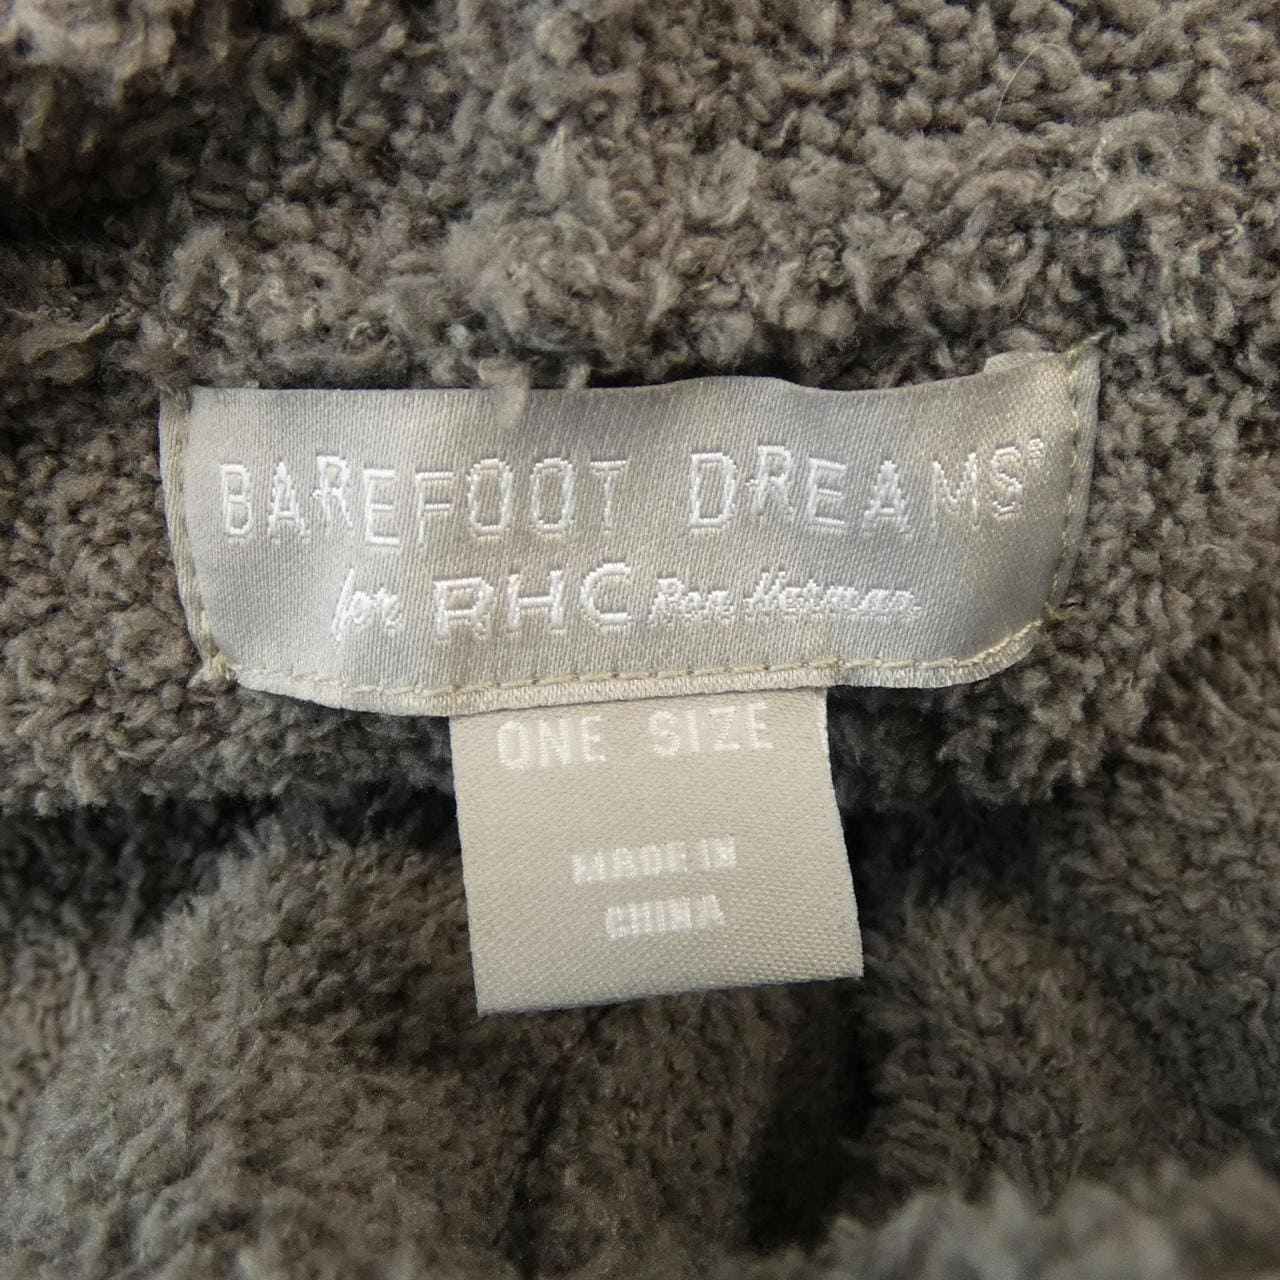 BAREFOOT DREAMS®
for RHC Ron Herman
ONE SIZE
MADE IN
CHINA